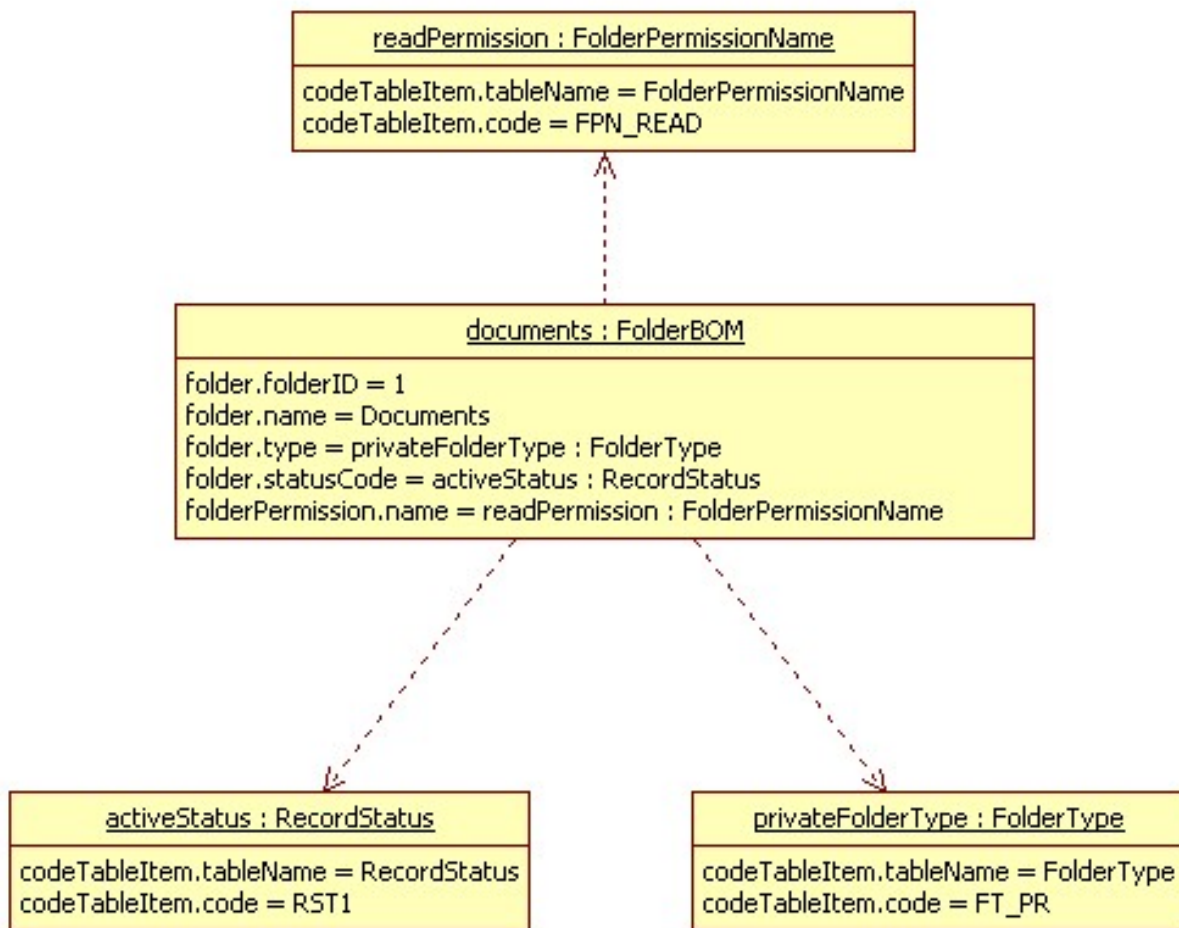 readPermission : FolderPermissionName
codeTableItem.tableName = FolderPermissionName
codeTableItem.code = FPN_READ
documents : FolderBOM
folder.folderID = 1
folder.name = Documents
folder.type = privateFolderType : FolderType
folder.statusCode = activeStatus : RecordStatus
folderPermission.name = readPermission : FolderPermissionName
activeStatus : RecordStatus
codeTableItem.tableName = RecordStatus
codeTableItem.code = RST1
privateFolderType : FolderType
codeTableItem.tableName = FolderType
codeTableItem.code = FT_PR